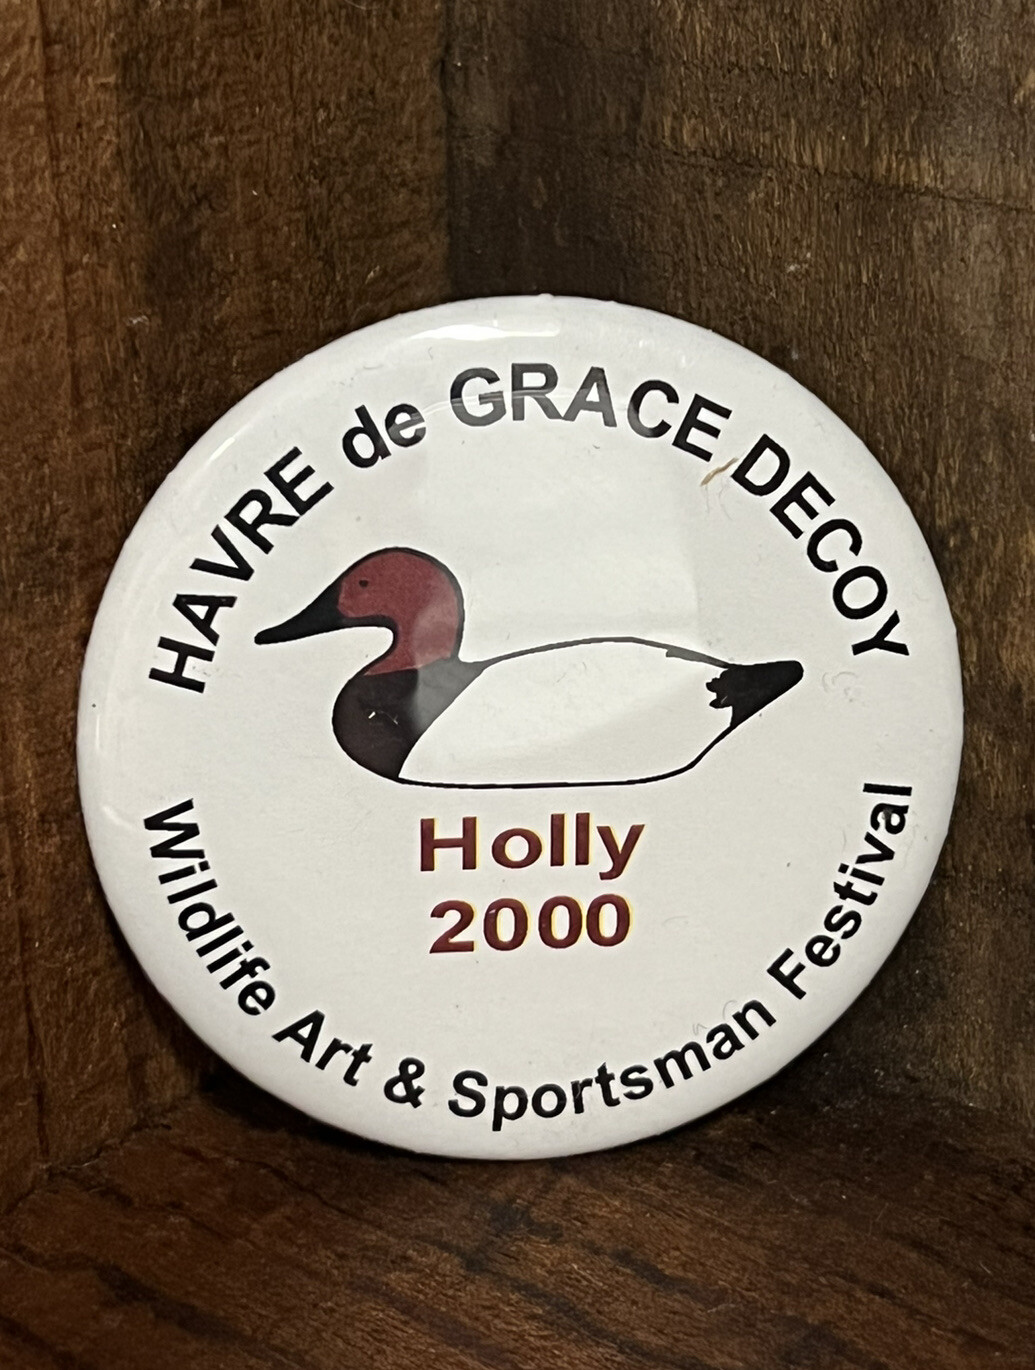 HAVRE de GRACE DECOY
Holly
2000
Wildlife Art & Sportsman Festival